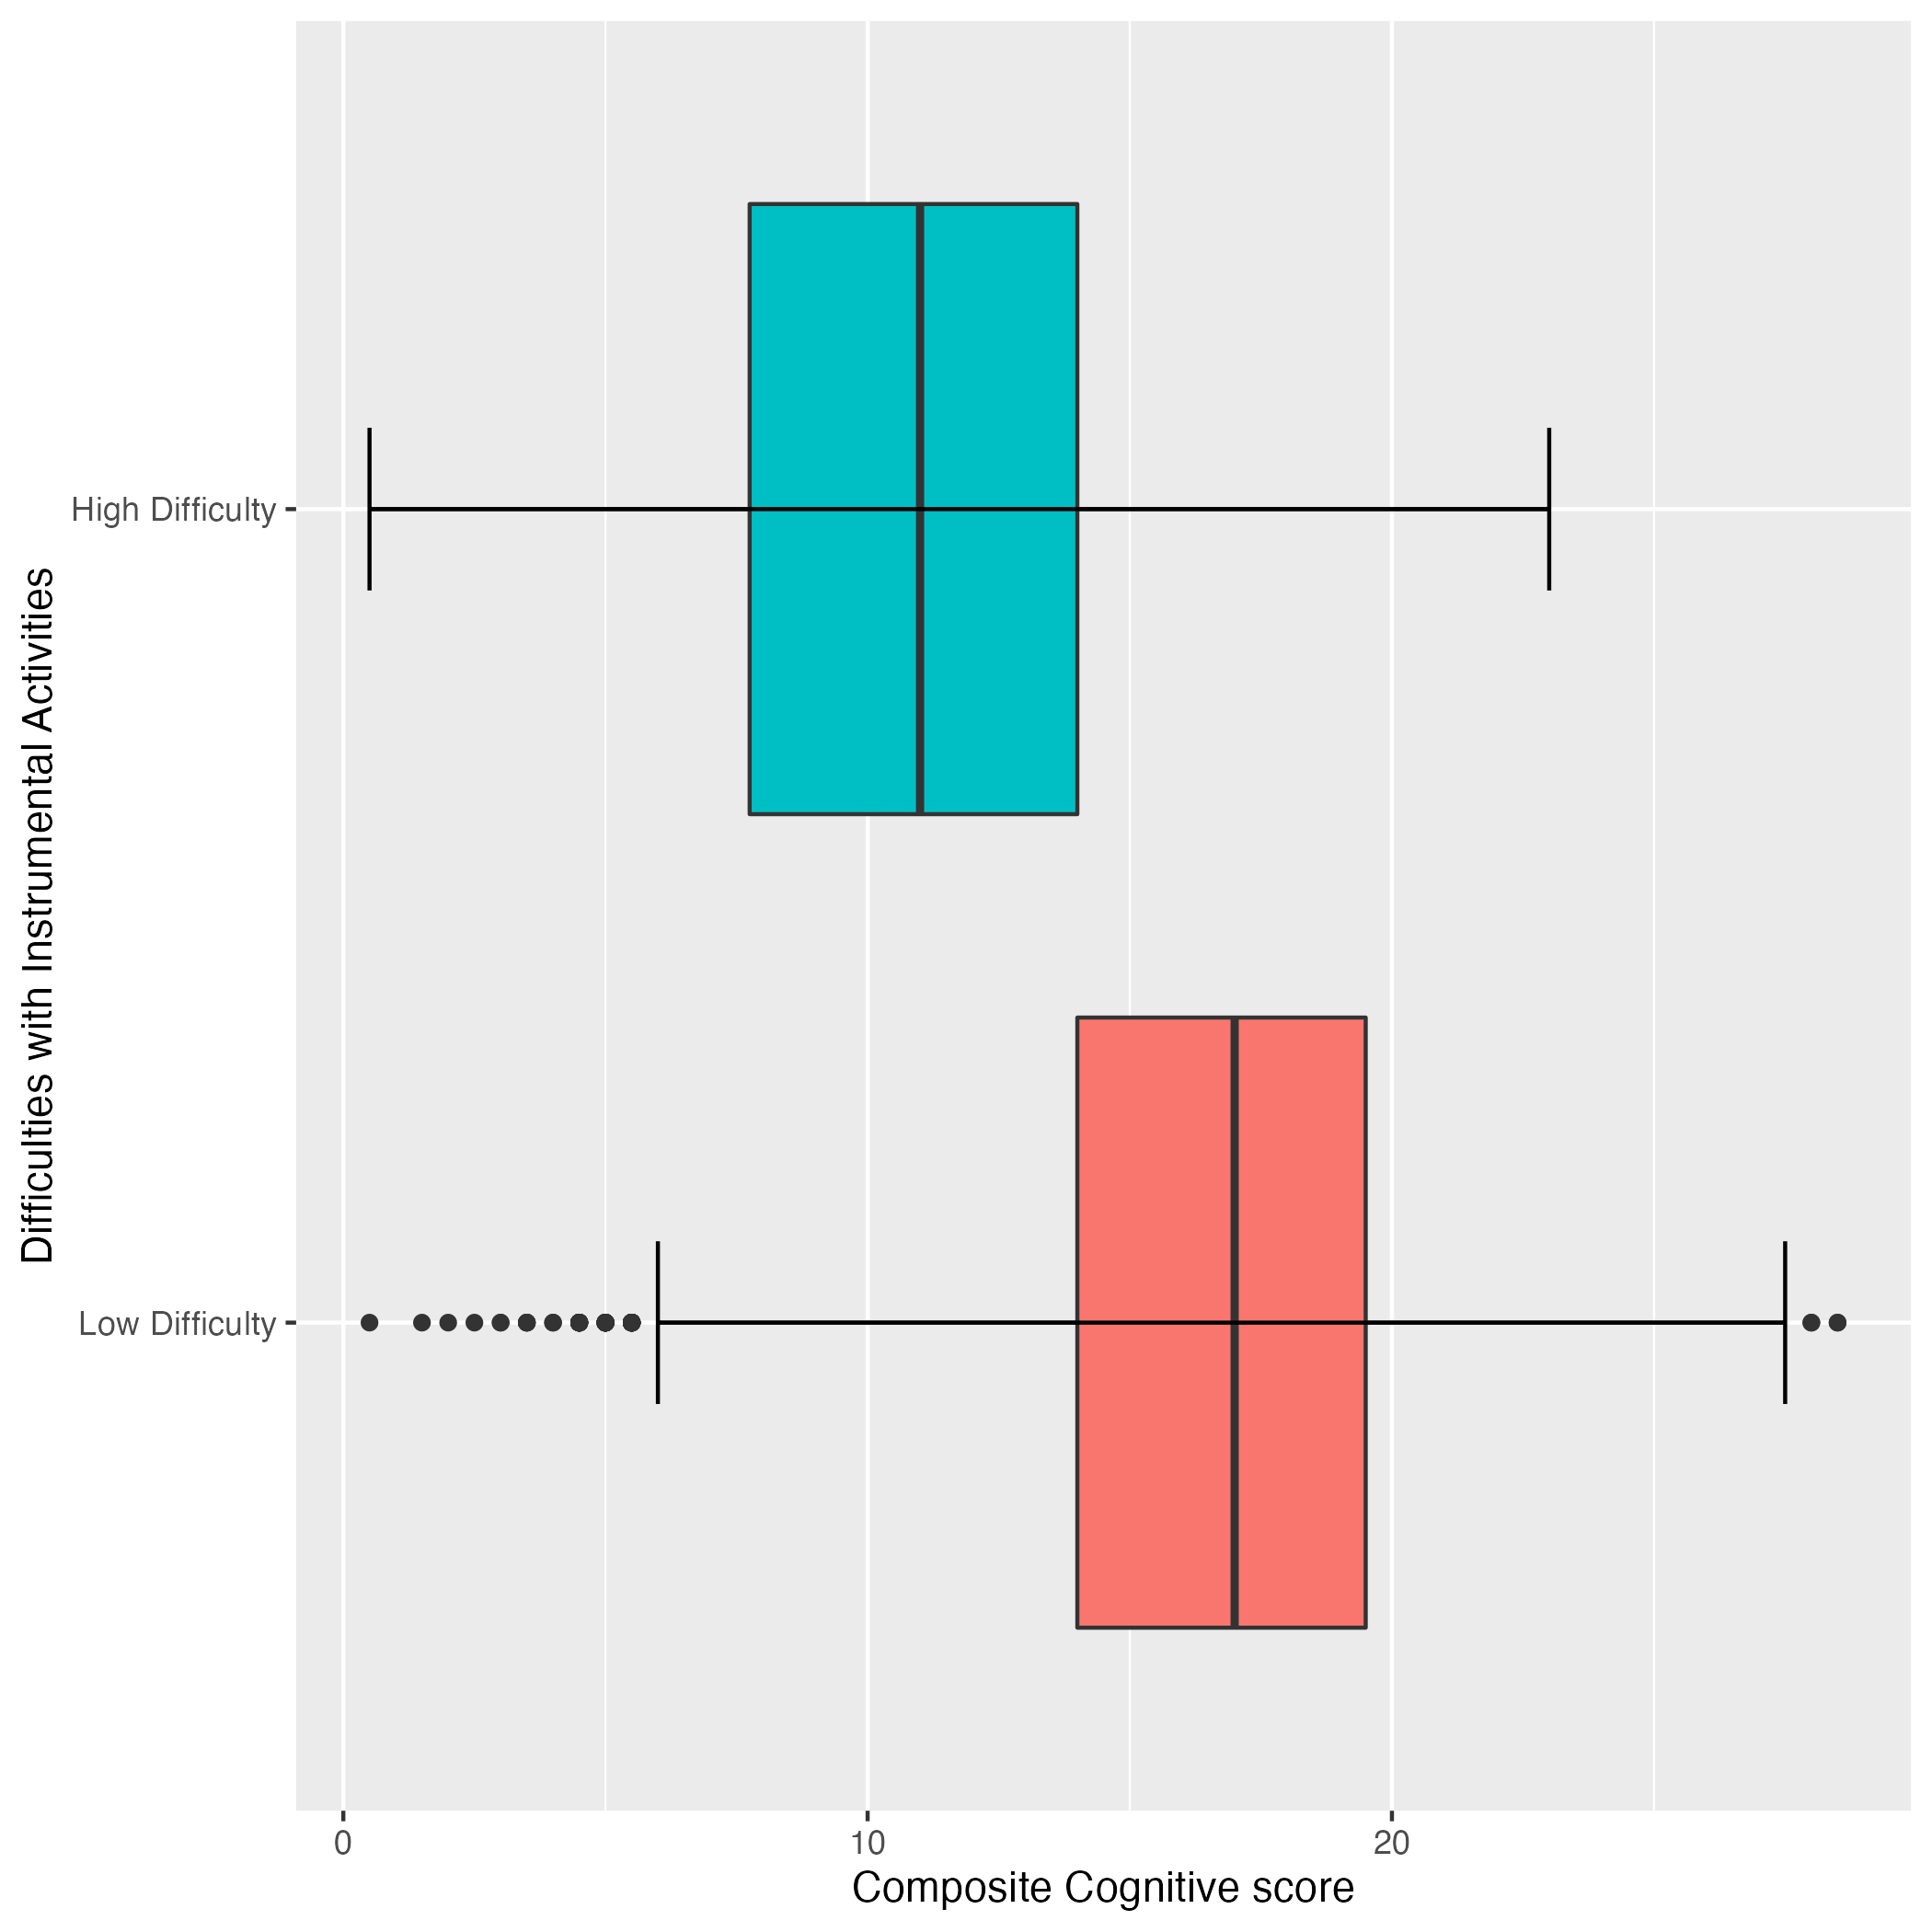 Difficulties with Instrumental Activities
High Difficulty
Low Difficulty
0 10 20
Composite Cognitive score